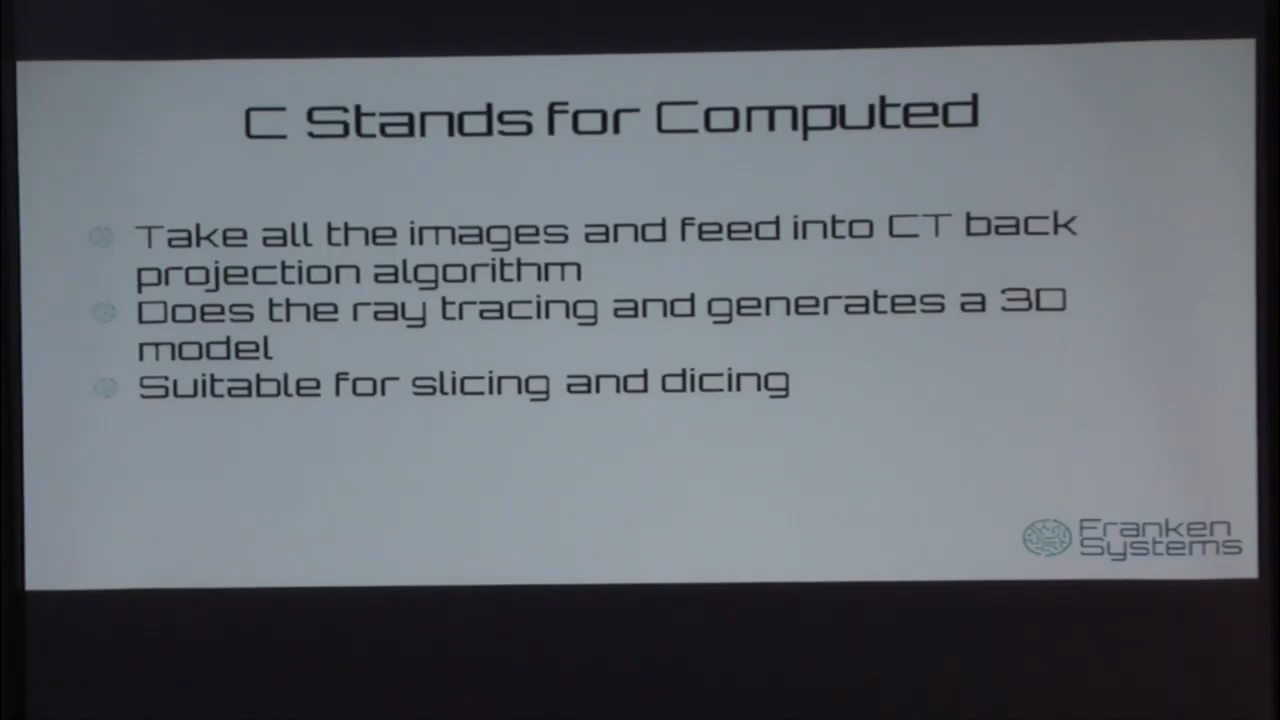 C Stands for Computed
Take all the images and feed into CT back
projection algorithm
Does the ray tracing and generates a 3D
model
Suitable for slicing and dicing
Franken
Systems